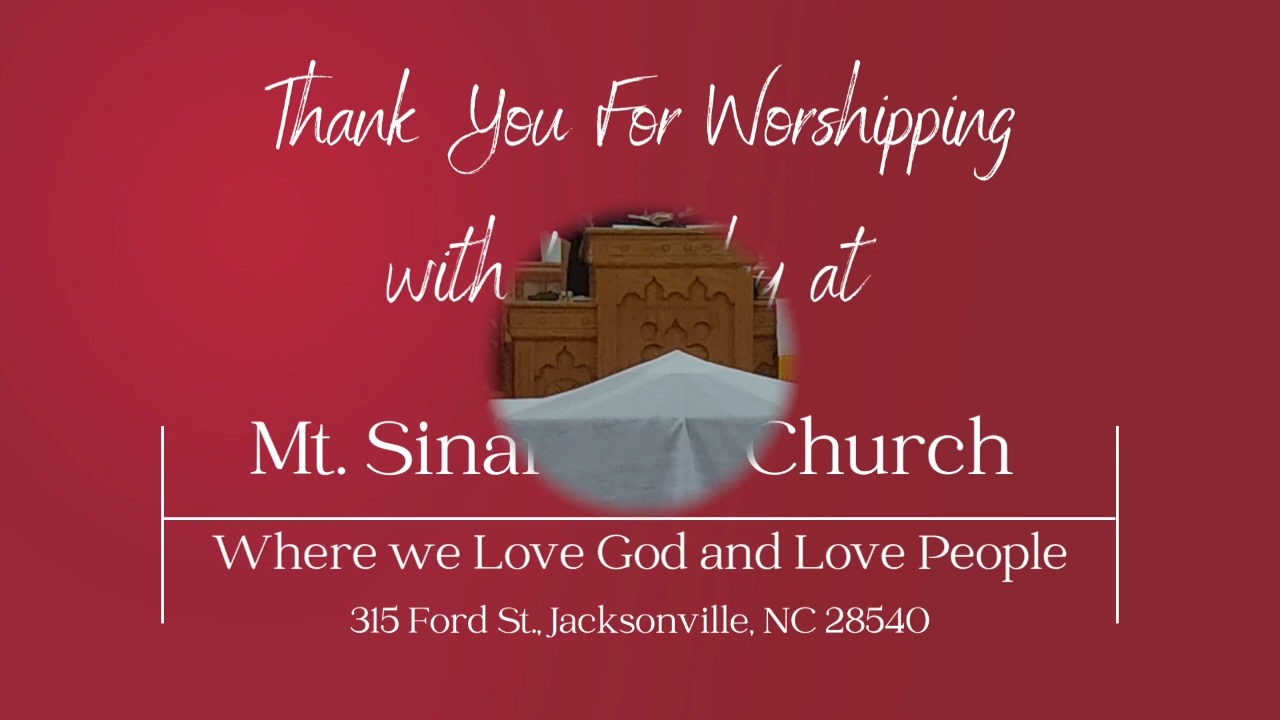 Thank You For Worshipping
with at
Mt. Sinai Church
Where we Love God and Love People
315 Ford St., Jacksonville, NC 28540